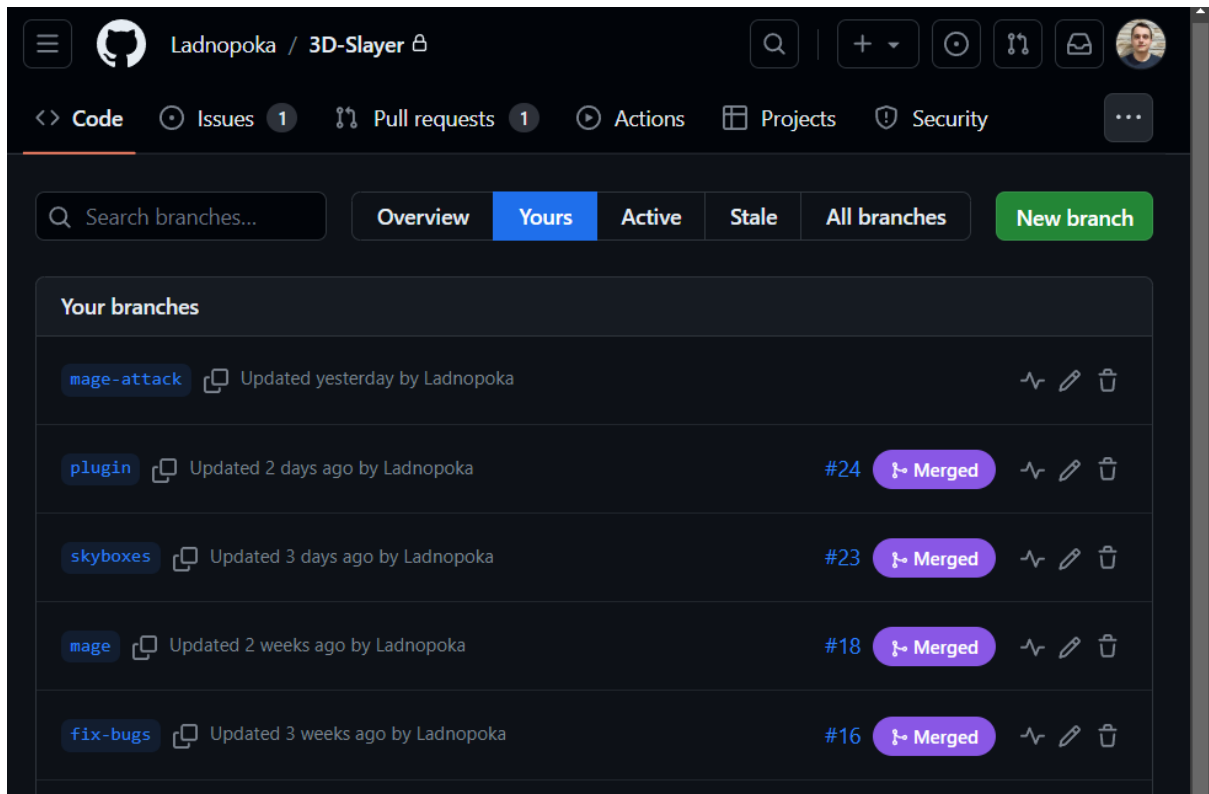 Ladnopoka / 3D-Slayer
Code Issues 1 Pull requests 1 Actions Projects Security
Search branches... Overview Yours Active Stale All branches New branch
Your branches
mage-attack Updated yesterday by Ladnopoka
plugin Updated 2 days ago by Ladnopoka #24 Merged
skyboxes Updated 3 days ago by Ladnopoka #23 Merged
mage Updated 2 weeks ago by Ladnopoka #18 Merged
fix-bugs Updated 3 weeks ago by Ladnopoka #16 Merged